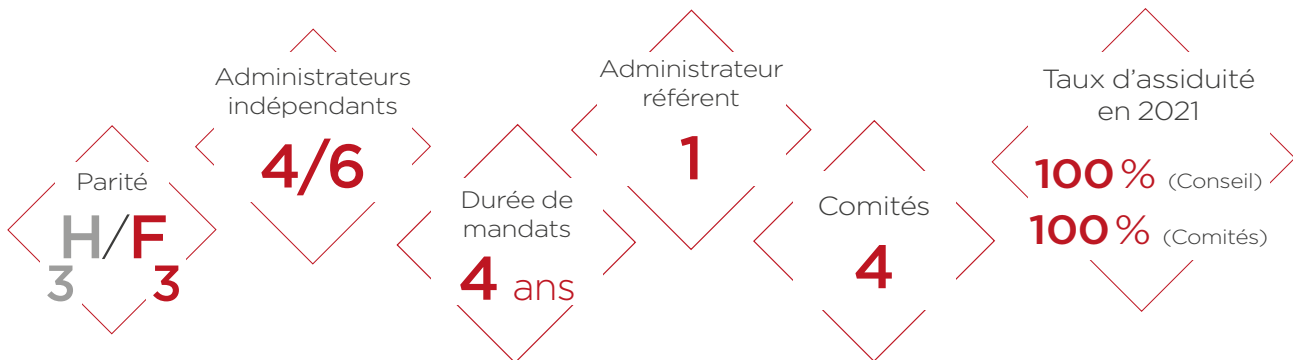 Parité
H/F
3 3
Administrateurs
indépendants
4/6
Durée de
mandats
4 ans
Administrateur
référent
1
Comités
4
Taux d'assiduité
en 2021
100 % (Conseil)
100 % (Comités)